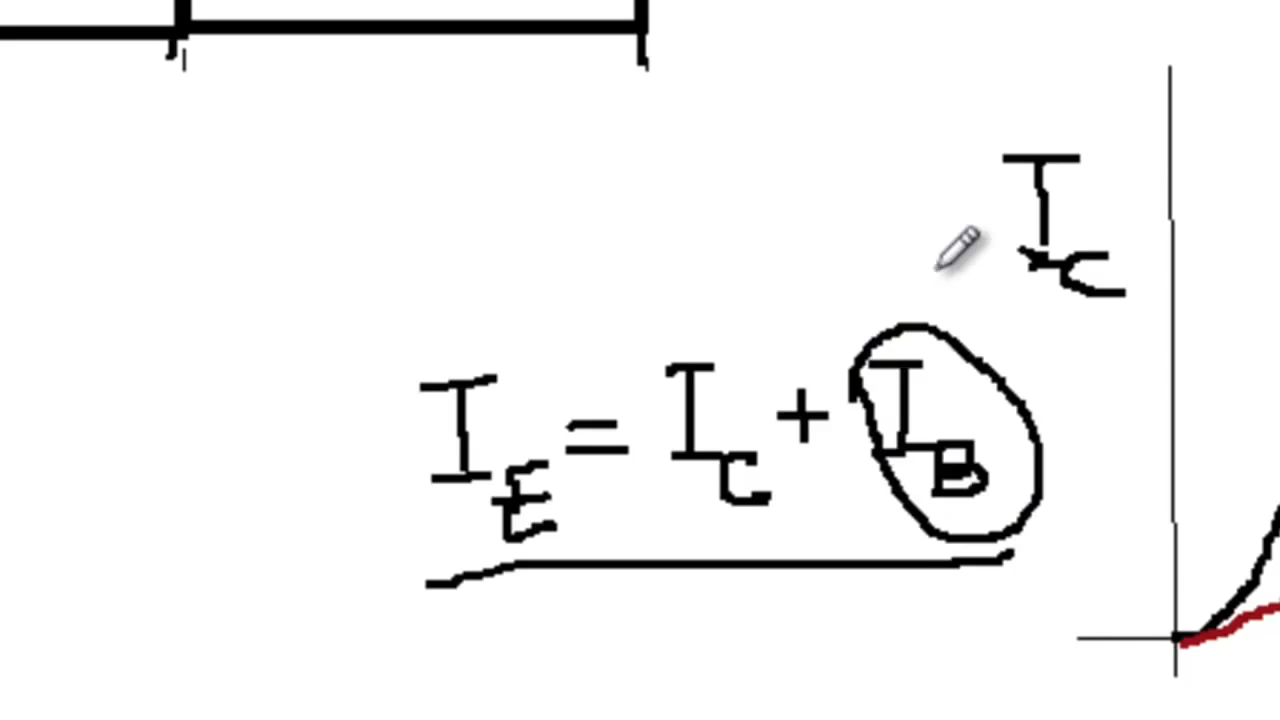 I_C
I_E = I_C + I_B